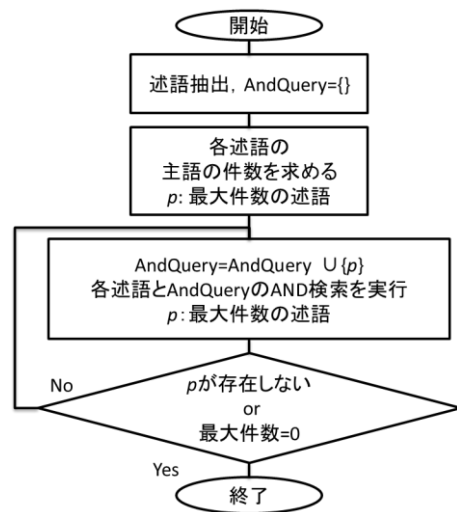 開始
述語抽出, AndQuery={}
各述語の
主語の件数を求める
p: 最大件数の述語
AndQuery=AndQuery ∪{p}
各述語とAndQueryのAND検索を実行
p: 最大件数の述語
No
pが存在しない
or
最大件数=0
Yes
終了